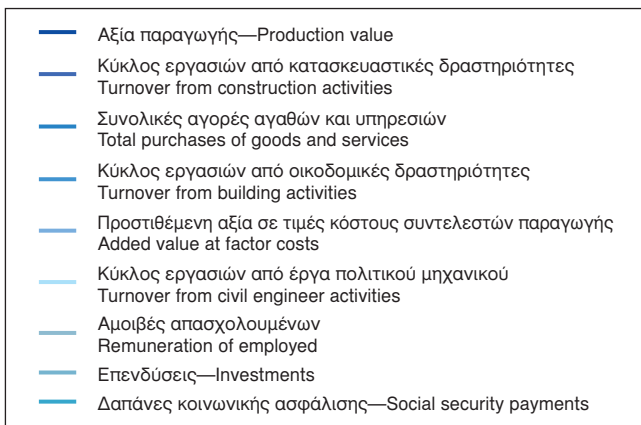 Αξία παραγωγής—Production value
Κύκλος εργασιών από κατασκευαστικές δραστηριότητες
Turnover from construction activities
Συνολικές αγορές αγαθών και υπηρεσιών
Total purchases of goods and services
Κύκλος εργασιών από οικοδομικές δραστηριότητες
Turnover from building activities
Προστιθέμενη αξία σε τιμές κόστους συντελεστών παραγωγής
Added value at factor costs
Κύκλος εργασιών από έργα πολιτικού μηχανικού
Turnover from civil engineer activities
Αμοιβές απασχολουμένων
Remuneration of employed
Επενδύσεις—Investments
Δαπάνες κοινωνικής ασφάλισης—Social security payments